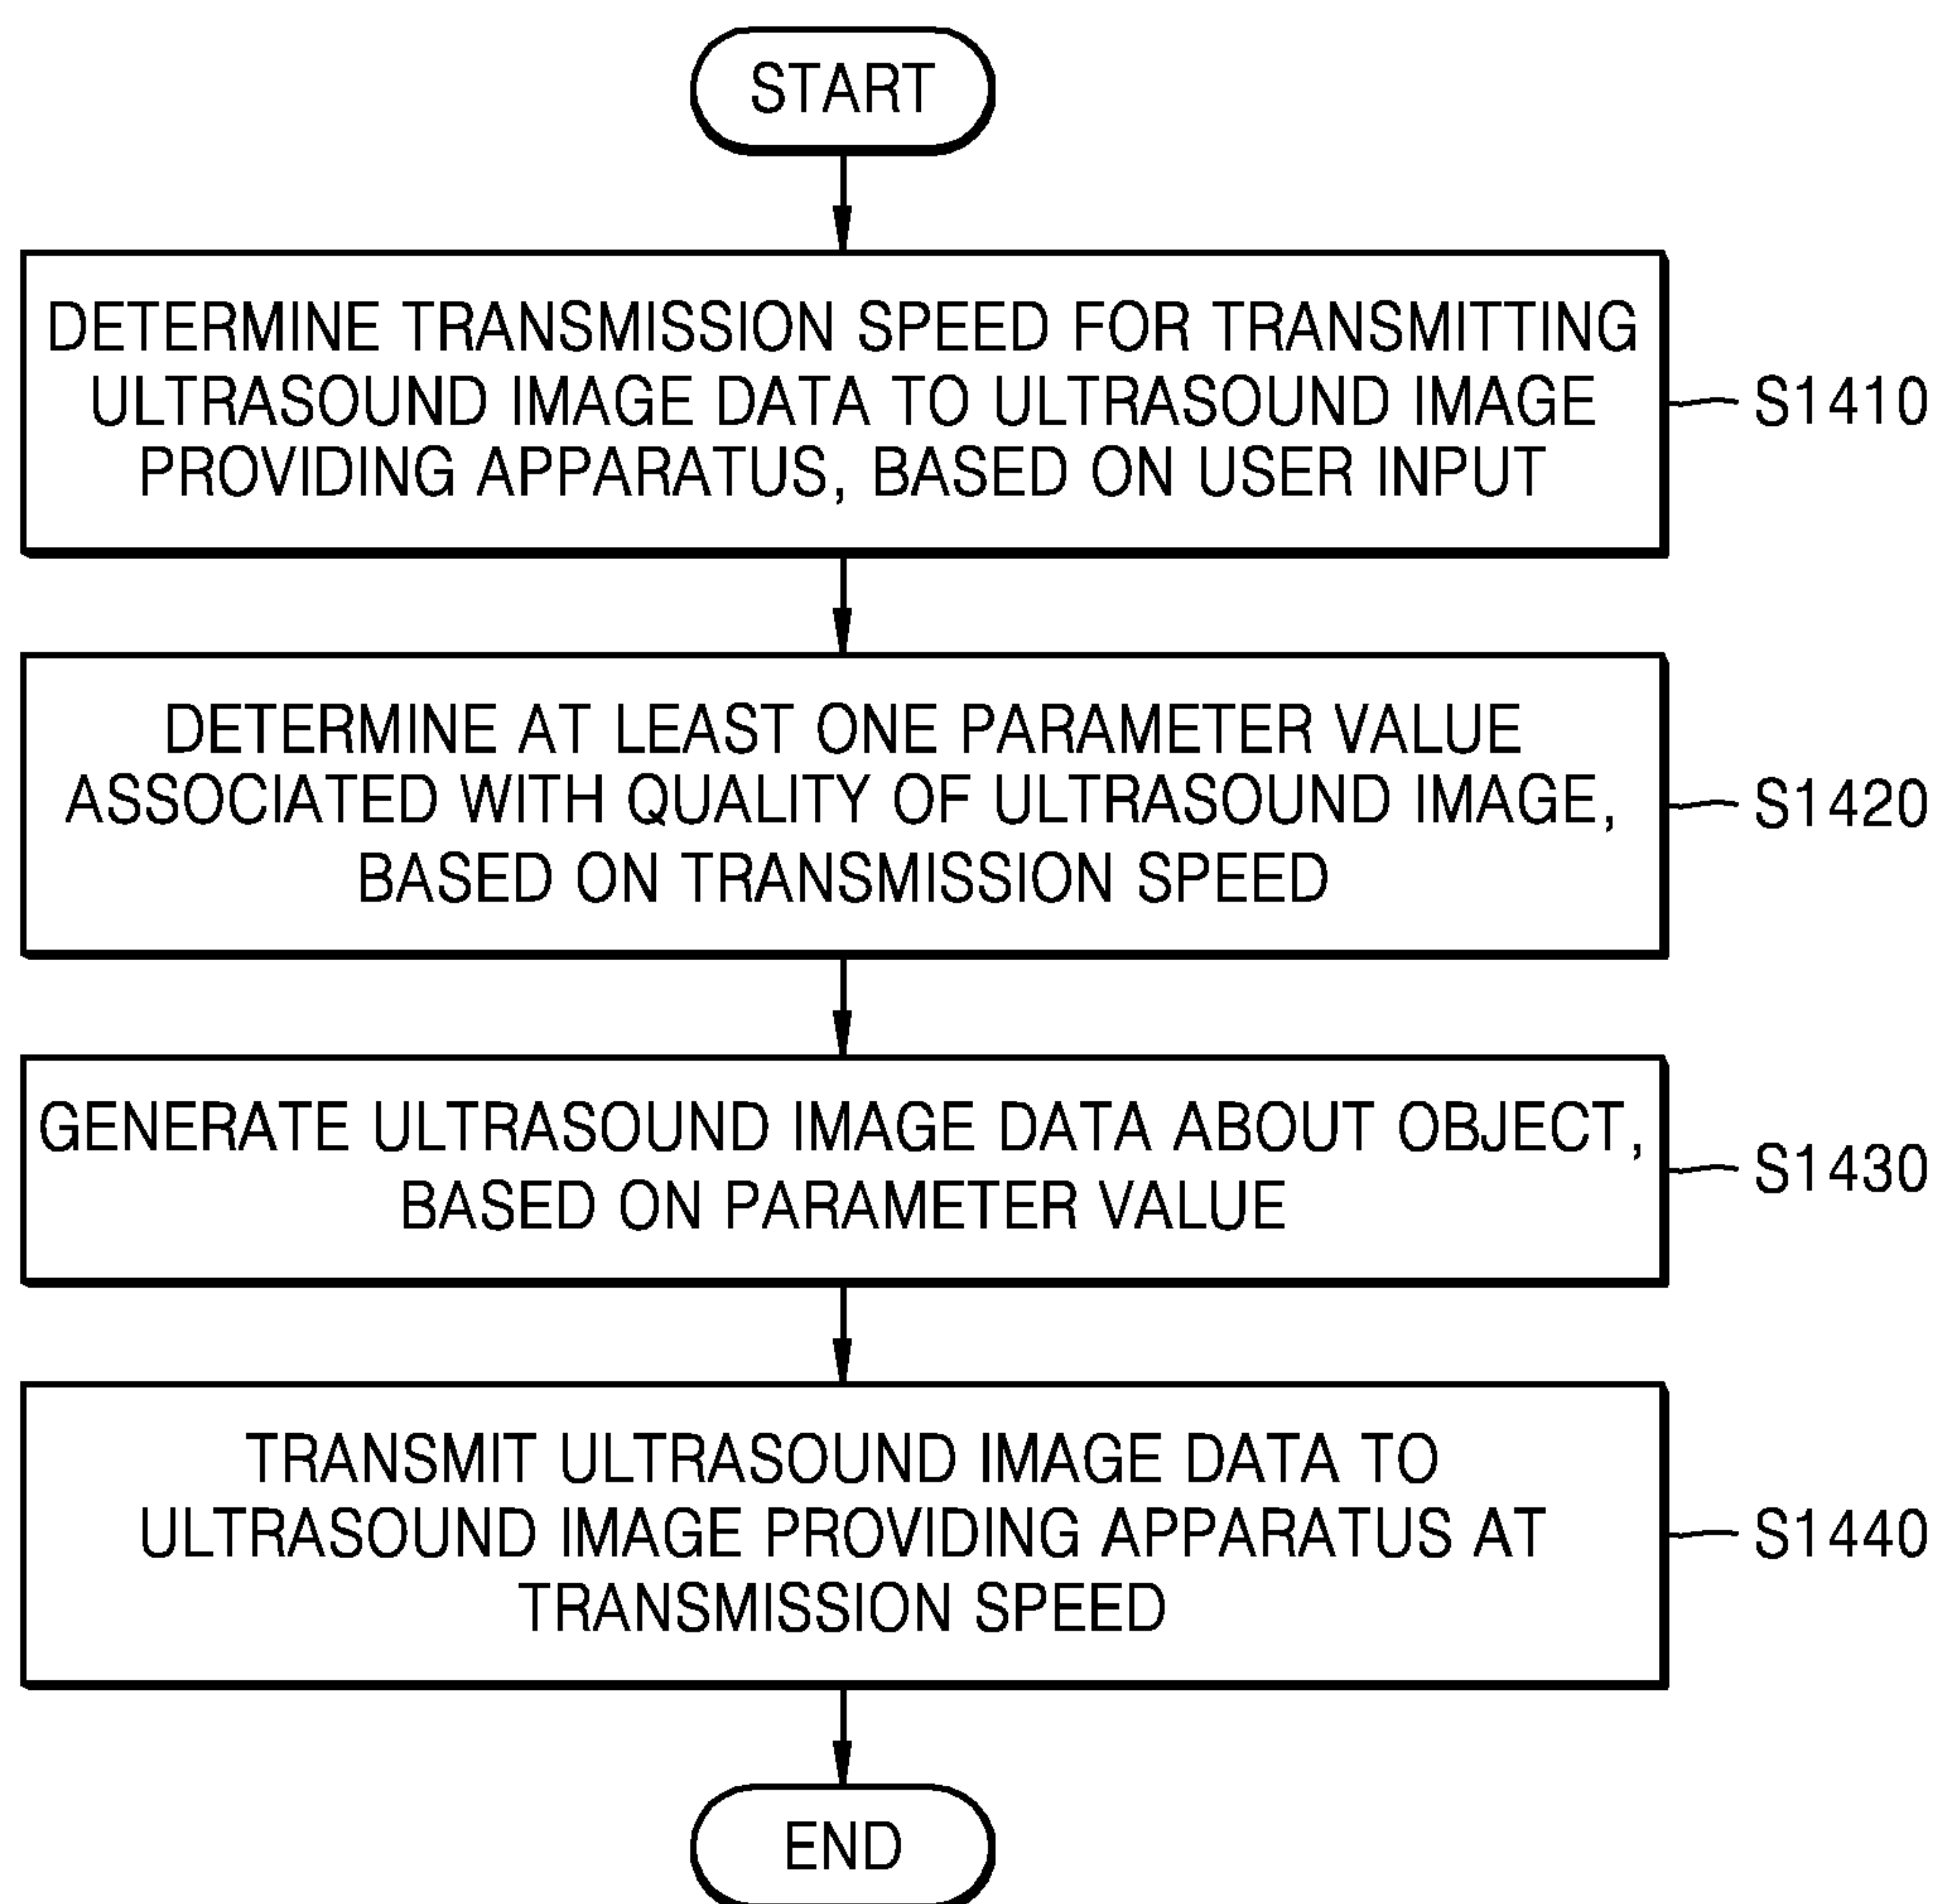 START
DETERMINE TRANSMISSION SPEED FOR TRANSMITTING
ULTRASOUND IMAGE DATA TO ULTRASOUND IMAGE
PROVIDING APPARATUS, BASED ON USER INPUT
S1410
DETERMINE AT LEAST ONE PARAMETER VALUE
ASSOCIATED WITH QUALITY OF ULTRASOUND IMAGE,
BASED ON TRANSMISSION SPEED
S1420
GENERATE ULTRASOUND IMAGE DATA ABOUT OBJECT,
BASED ON PARAMETER VALUE
S1430
TRANSMIT ULTRASOUND IMAGE DATA TO
ULTRASOUND IMAGE PROVIDING APPARATUS AT
TRANSMISSION SPEED
S1440
END